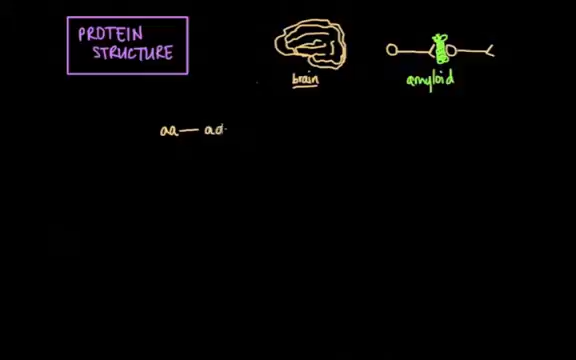 PROTEIN
STRUCTURE
brain
amyloid
aa — aa